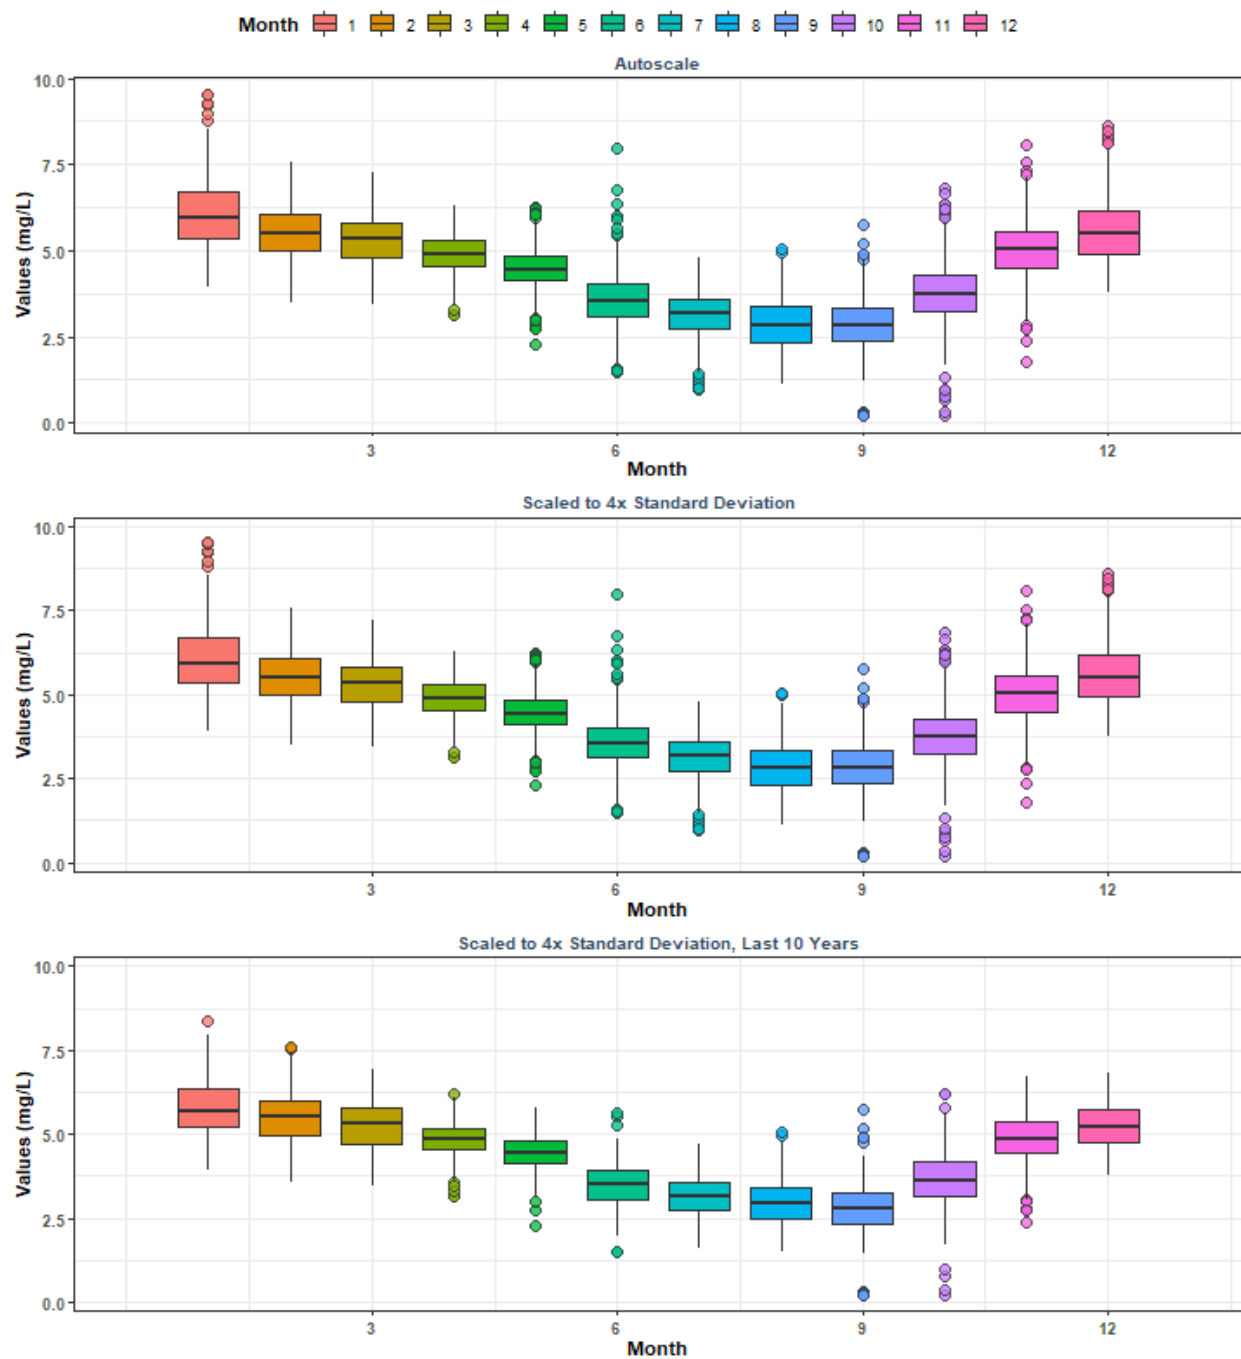 Month 1 2 3 4 5 6 7 8 9 10 11 12
Autoscale
Values (mg/L)
10.0
7.5
5.0
2.5
0.0
3 6 9 12
Month
Scaled to 4x Standard Deviation
Values (mg/L)
10.0
7.5
5.0
2.5
0.0
3 6 9 12
Month
Scaled to 4x Standard Deviation, Last 10 Years
Values (mg/L)
10.0
7.5
5.0
2.5
0.0
3 6 9 12
Month